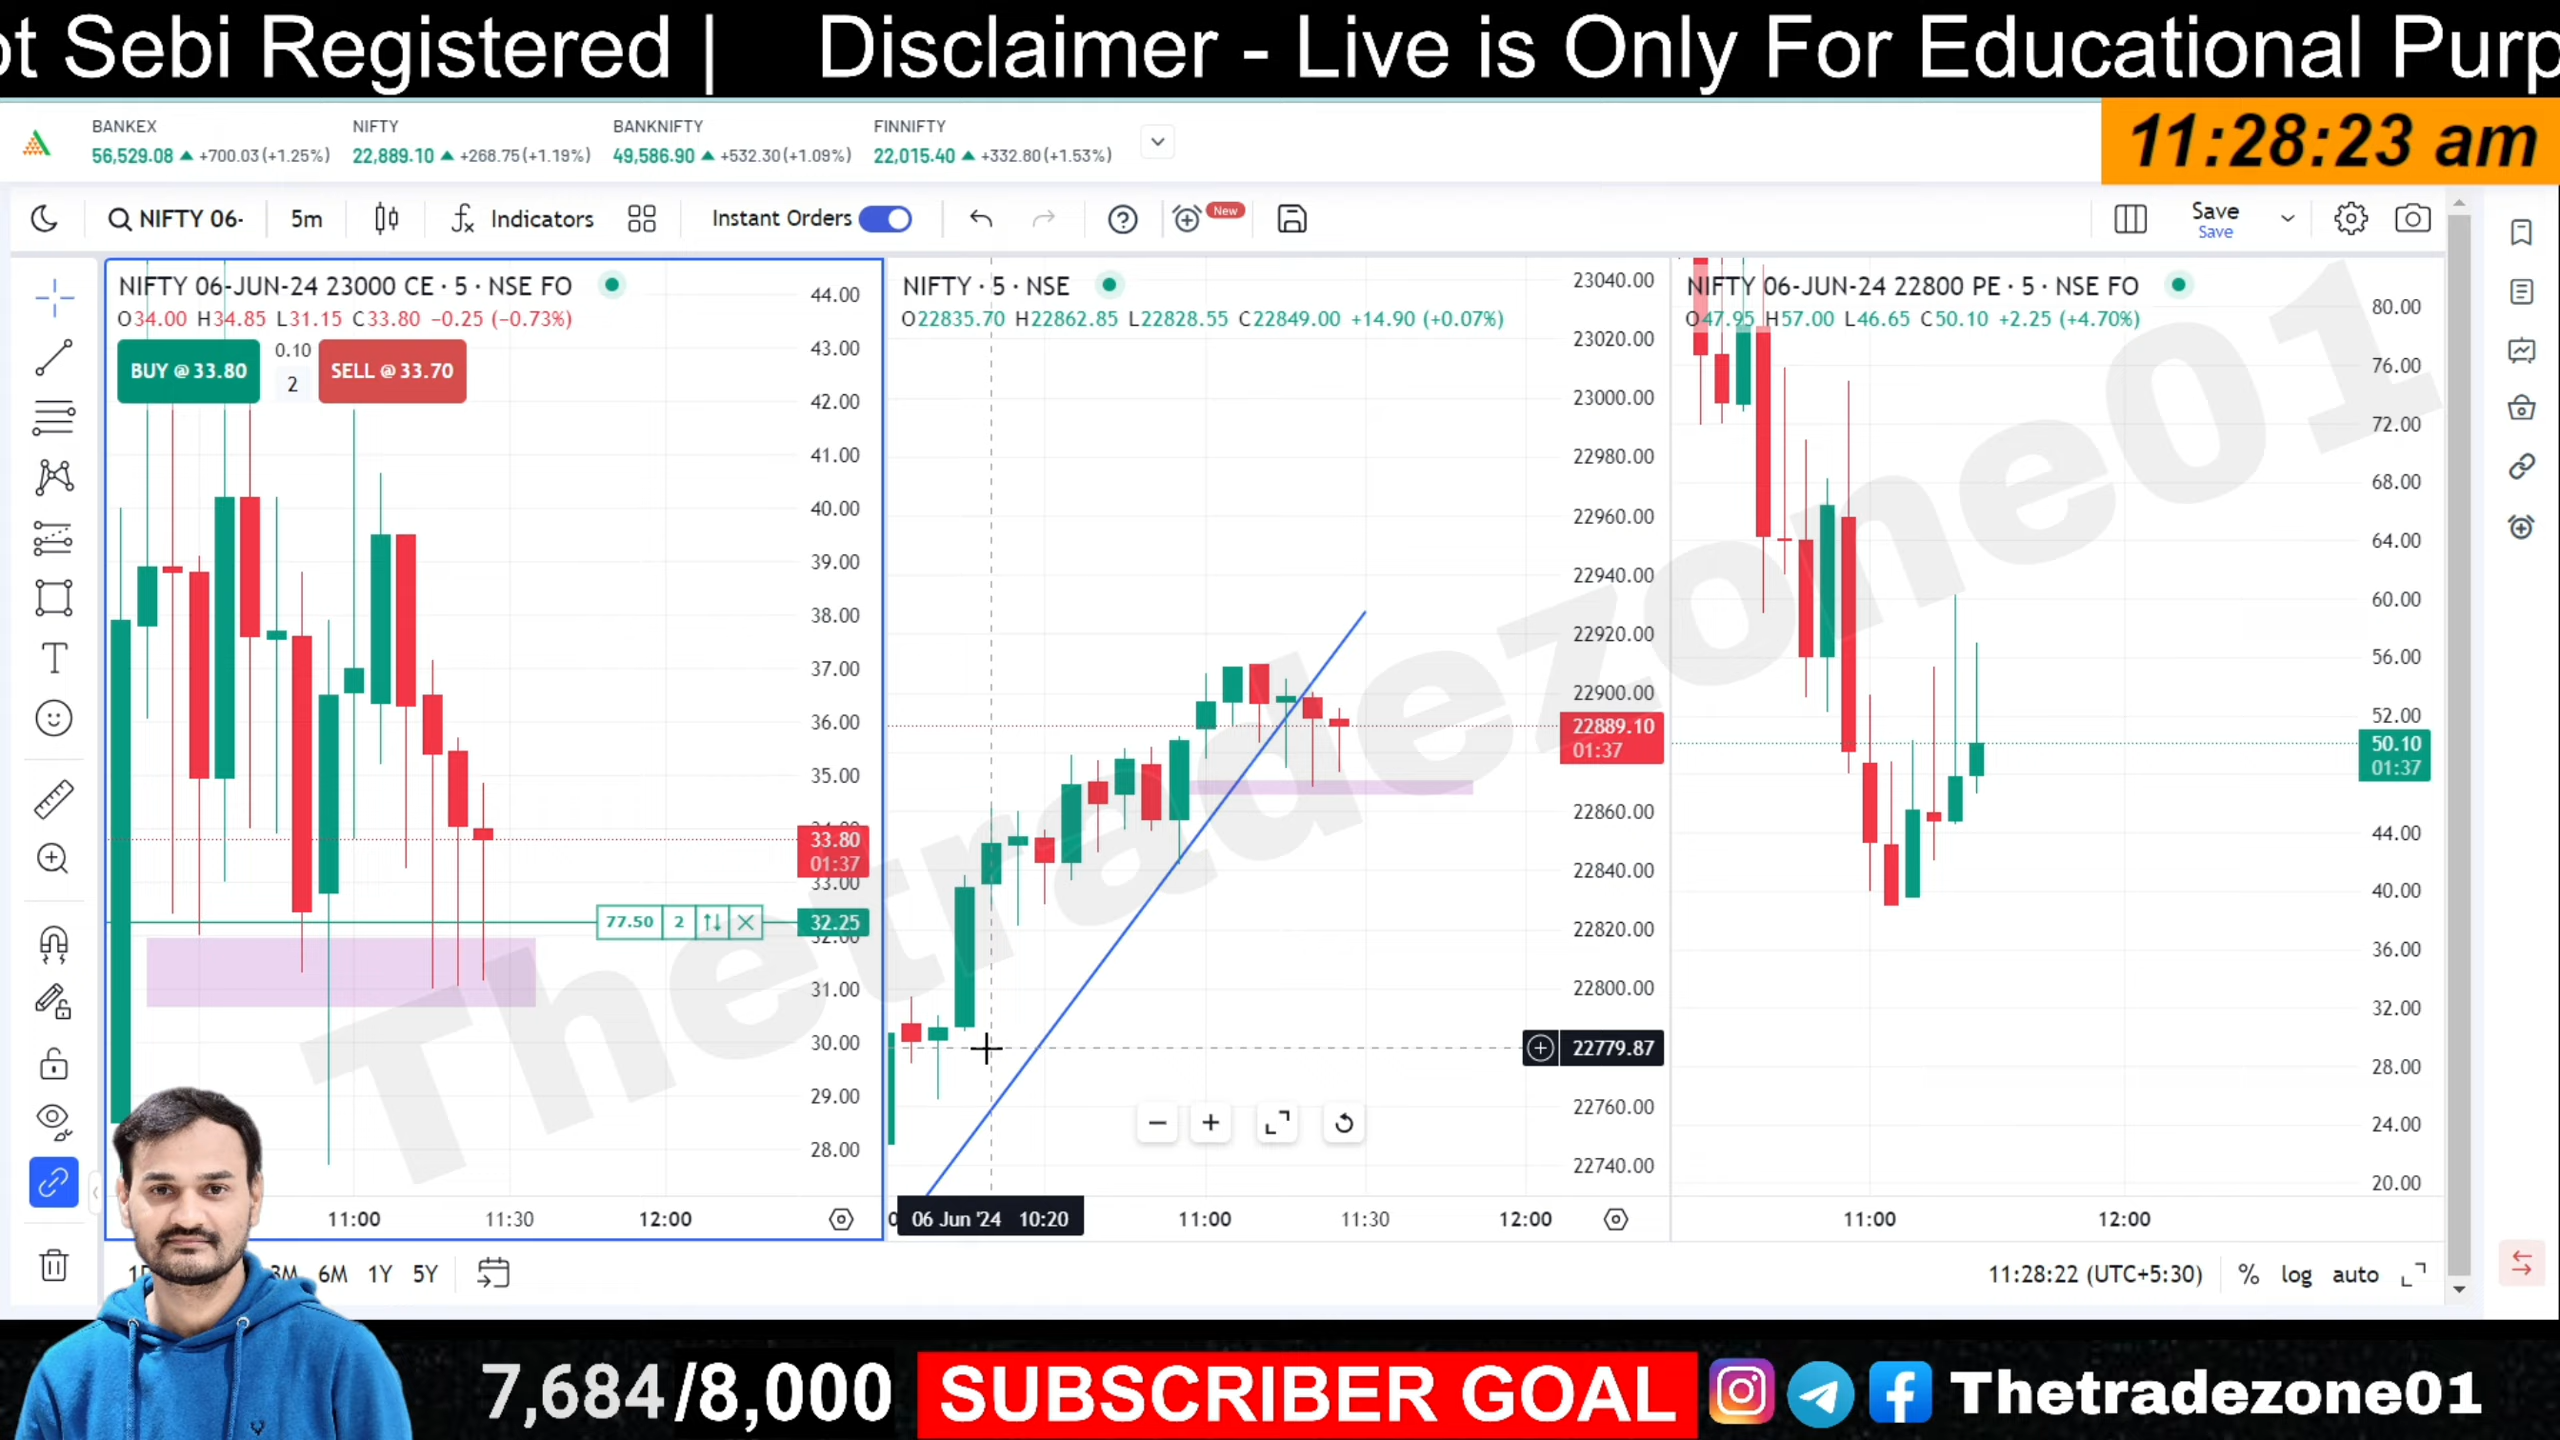 ot Sebi Registered |    Disclaimer - Live is Only For Educational Purp
11:28:23 am
BANKEX
56,529.08 ▲ +700.03(+1.25%)
NIFTY
22,889.10 ▲ +268.75(+1.19%)
BANKNIFTY
49,586.90 ▲ +532.30(+1.09%)
FINNIFTY
22,015.40 ▲ +332.80(+1.53%)
NIFTY 06-
5m
Indicators
Instant Orders
New
Save
Save
NIFTY 06-JUN-24 23000 CE · 5 · NSE FO
O34.00 H34.85 L31.15 C33.80 −0.25 (−0.73%)
BUY @ 33.80
0.10
2
SELL @ 33.70
44.00
43.00
42.00
41.00
40.00
39.00
38.00
37.00
36.00
35.00
33.80
01:37
33.00
77.50 2
32.25
32.00
31.00
30.00
29.00
28.00
11:00 11:30 12:00
NIFTY · 5 · NSE
O22835.70 H22862.85 L22828.55 C22849.00 +14.90 (+0.07%)
23040.00
23020.00
23000.00
22980.00
22960.00
22940.00
22920.00
22900.00
22889.10
01:37
22860.00
22840.00
22820.00
22800.00
22779.87
22760.00
22740.00
06 Jun '24 10:20
11:00 11:30 12:00
NIFTY 06-JUN-24 22800 PE · 5 · NSE FO
O47.95 H57.00 L46.65 C50.10 +2.25 (+4.70%)
80.00
76.00
72.00
68.00
64.00
60.00
56.00
52.00
50.10
01:37
44.00
40.00
36.00
32.00
28.00
24.00
20.00
11:00 12:00
Thetradezone01
3M 6M 1Y 5Y
11:28:22 (UTC+5:30) % log auto
7,684/8,000
SUBSCRIBER GOAL
Thetradezone01